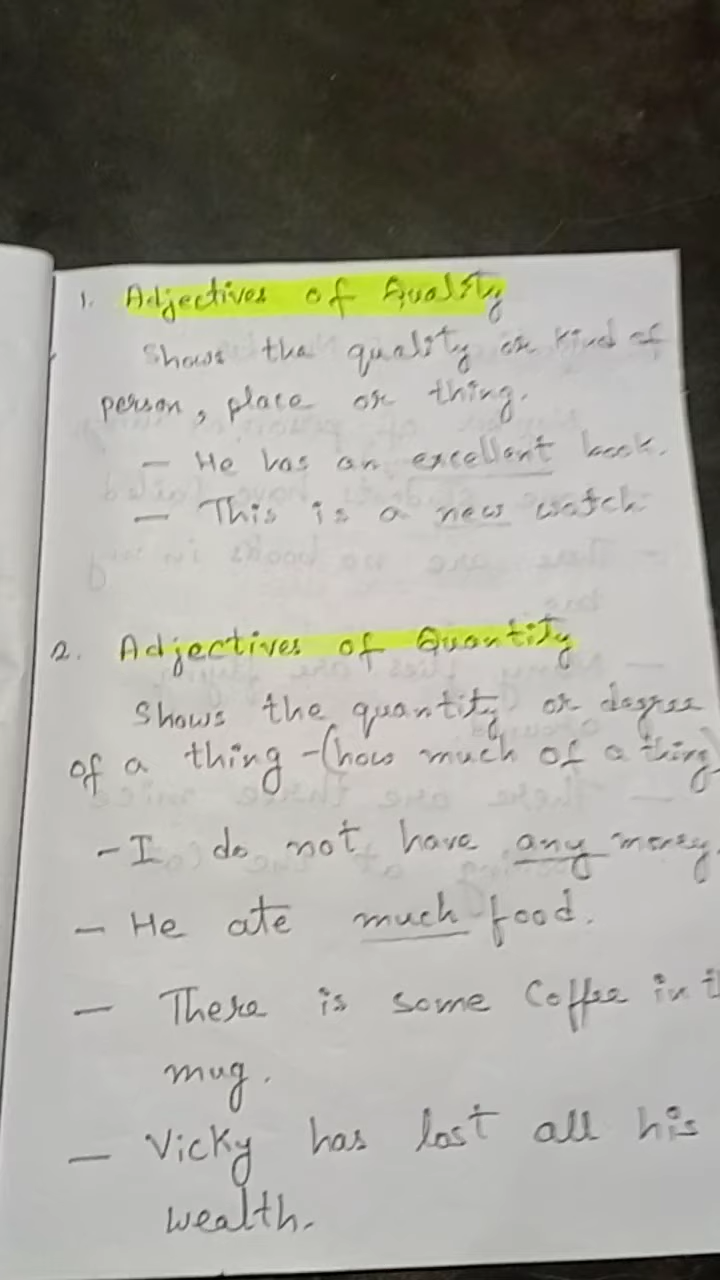 1. Adjectives of Quality
Shows the quality or kind of
person, place or thing.
- He has an excellent book.
- This is a new watch
2. Adjectives of Quantity
Shows the quantity or degree
of a thing - (how much of a thing)
- I do not have any money.
- He ate much food.
- There is some Coffee in
mug.
- Vicky has lost all his
wealth.